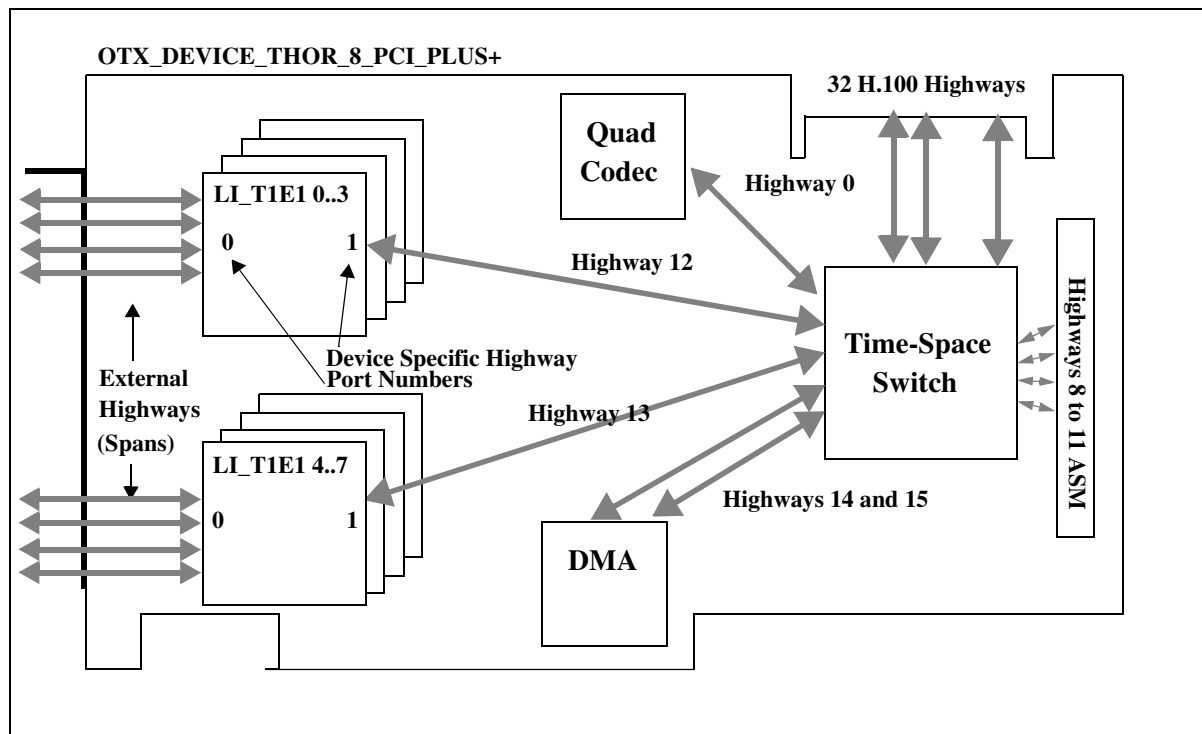 OTX_DEVICE_THOR_8_PCI_PLUS+
32 H.100 Highways
Quad
Codec
Highway 0
LI_T1E1 0..3
0
1
Highway 12
Device Specific Highway
Port Numbers
External
Highways
(Spans)
Time-Space
Switch
Highways 8 to 11 ASM
Highway 13
LI_T1E1 4..7
0
1
Highways 14 and 15
DMA